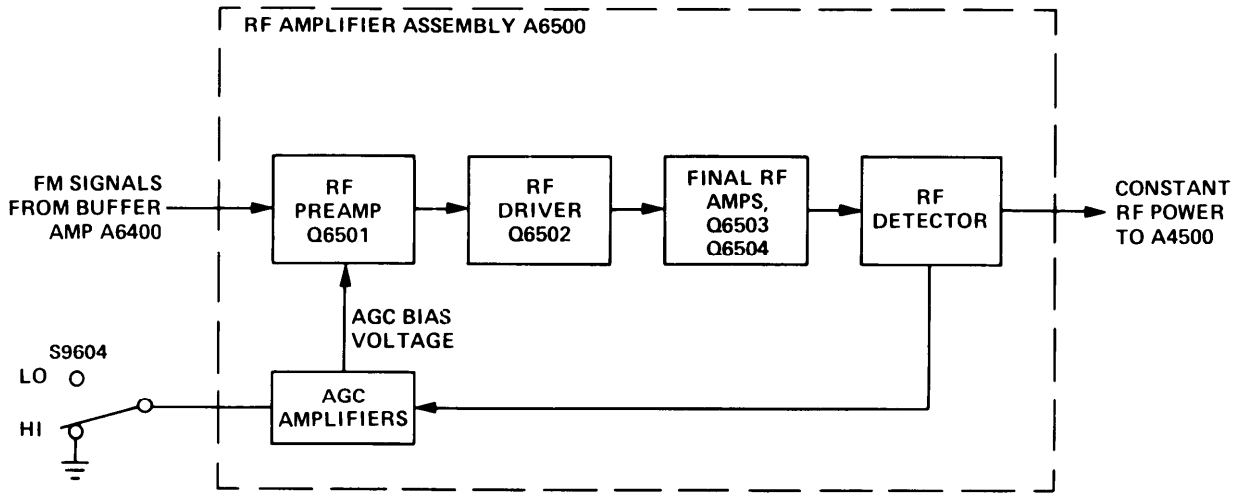 RF AMPLIFIER ASSEMBLY A6500
FM SIGNALS
FROM BUFFER
AMP A6400
RF
PREAMP
Q6501
RF
DRIVER
Q6502
FINAL RF
AMPS,
Q6503
Q6504
RF
DETECTOR
CONSTANT
RF POWER
TO A4500
AGC BIAS
VOLTAGE
S9604
LO
HI
AGC
AMPLIFIERS